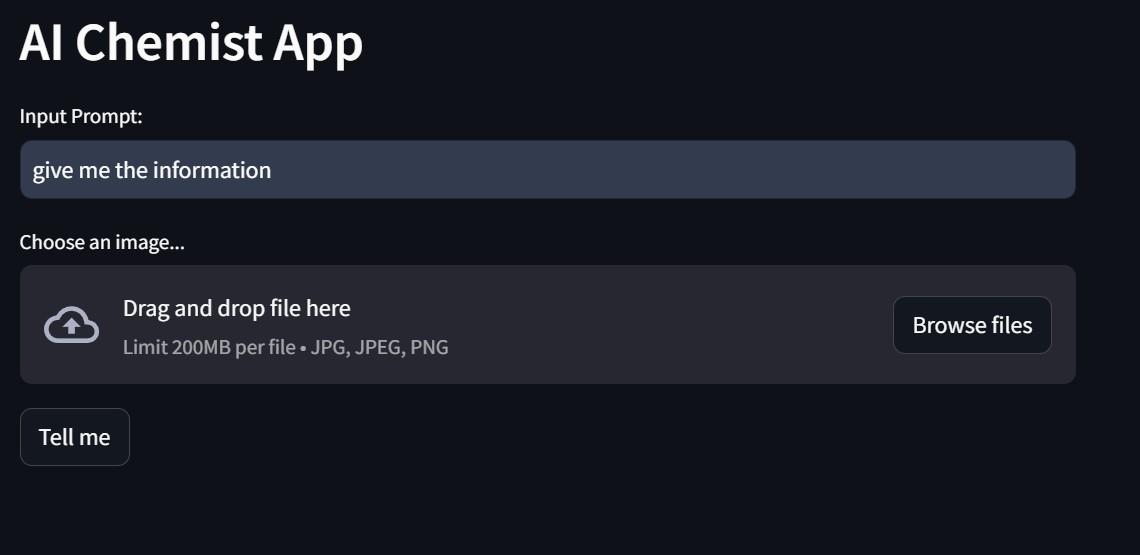 AI Chemist App
Input Prompt:
give me the information
Choose an image...
Drag and drop file here
Limit 200MB per file • JPG, JPEG, PNG
Browse files
Tell me